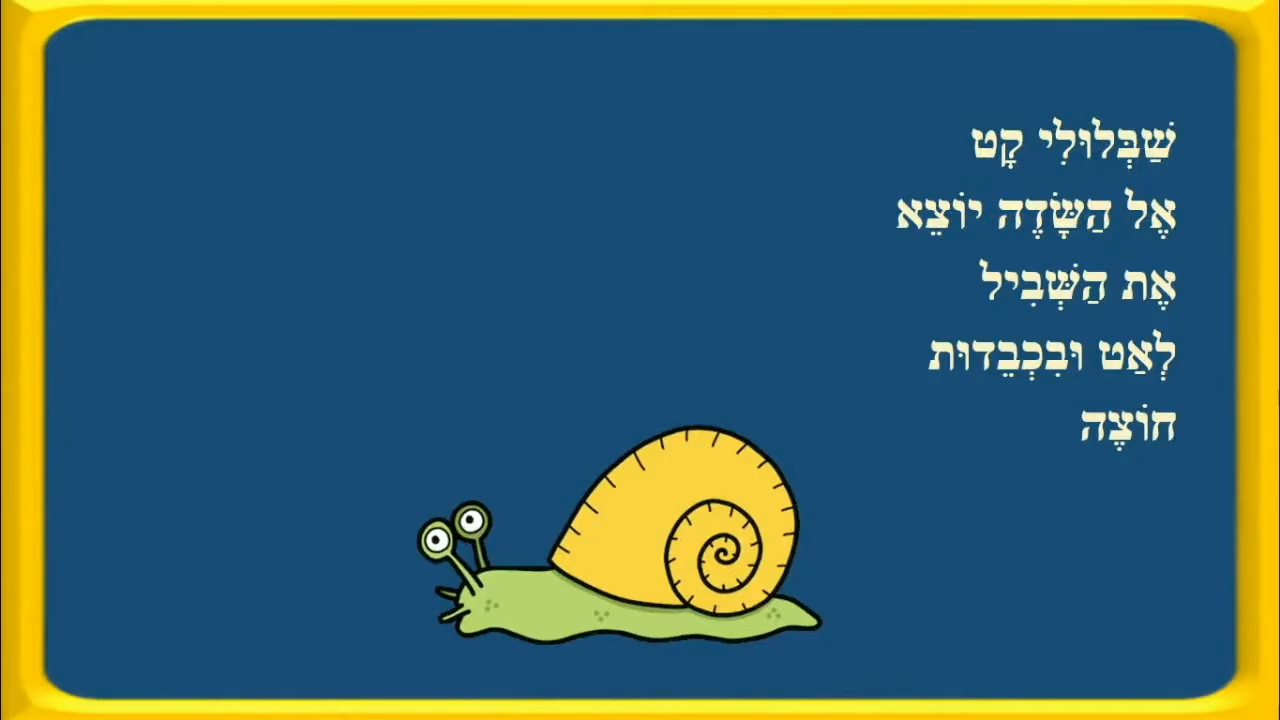 שַׁבְּלוּלִי קָט
אֶל הַשָּׂדֶה יוֹצֵא
אֶת הַשְּׁבִיל
לְאַט וּבִכְבֵדוּת
חוֹצֶה